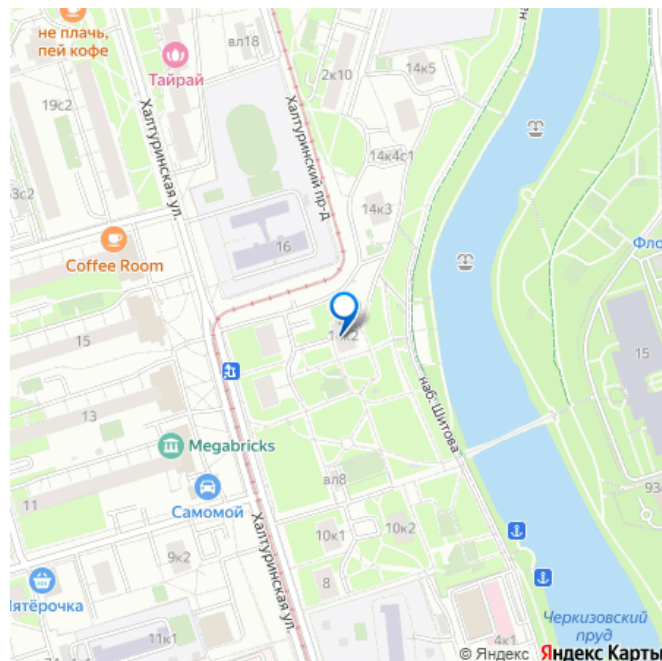 не плачь,
пей кофе
вл18
Тайрай
2к10
14к5
19с2
Халтуринская ул.
Халтуринский пр-д
14к4с1
3с2
14к3
16
Coffee Room
Фло
15
15
наб. Шитова
13
Megabricks
вл8
11
Самомой
10к1
10к2
9к2
Халтуринская ул.
8
Пятёрочка
11к1
Черкизовский
пруд
4к1
© Яндекс Яндекс Карты